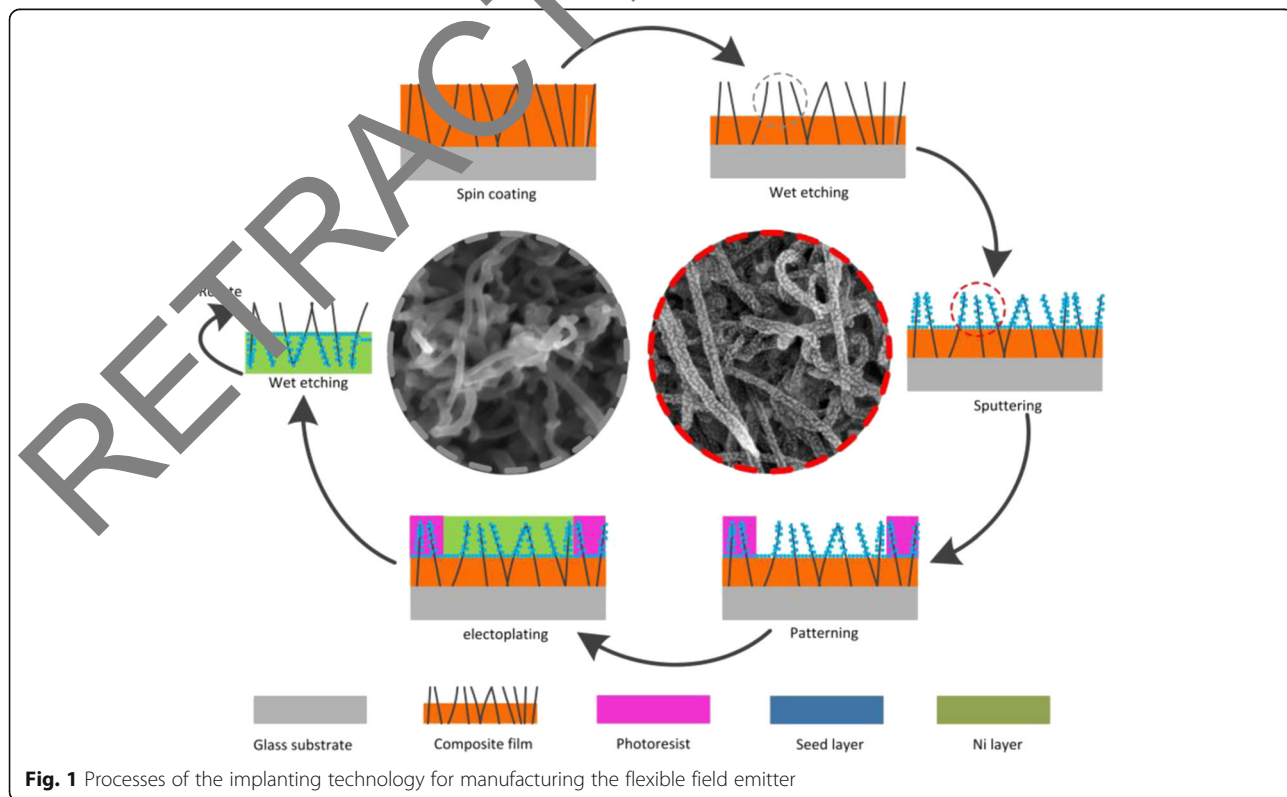 RETRACT
Spin coating
Wet etching
Wet etching
Sputtering
electoplating
Patterning
Glass substrate
Composite film
Photoresist
Seed layer
Ni layer
Fig. 1 Processes of the implanting technology for manufacturing the flexible field emitter